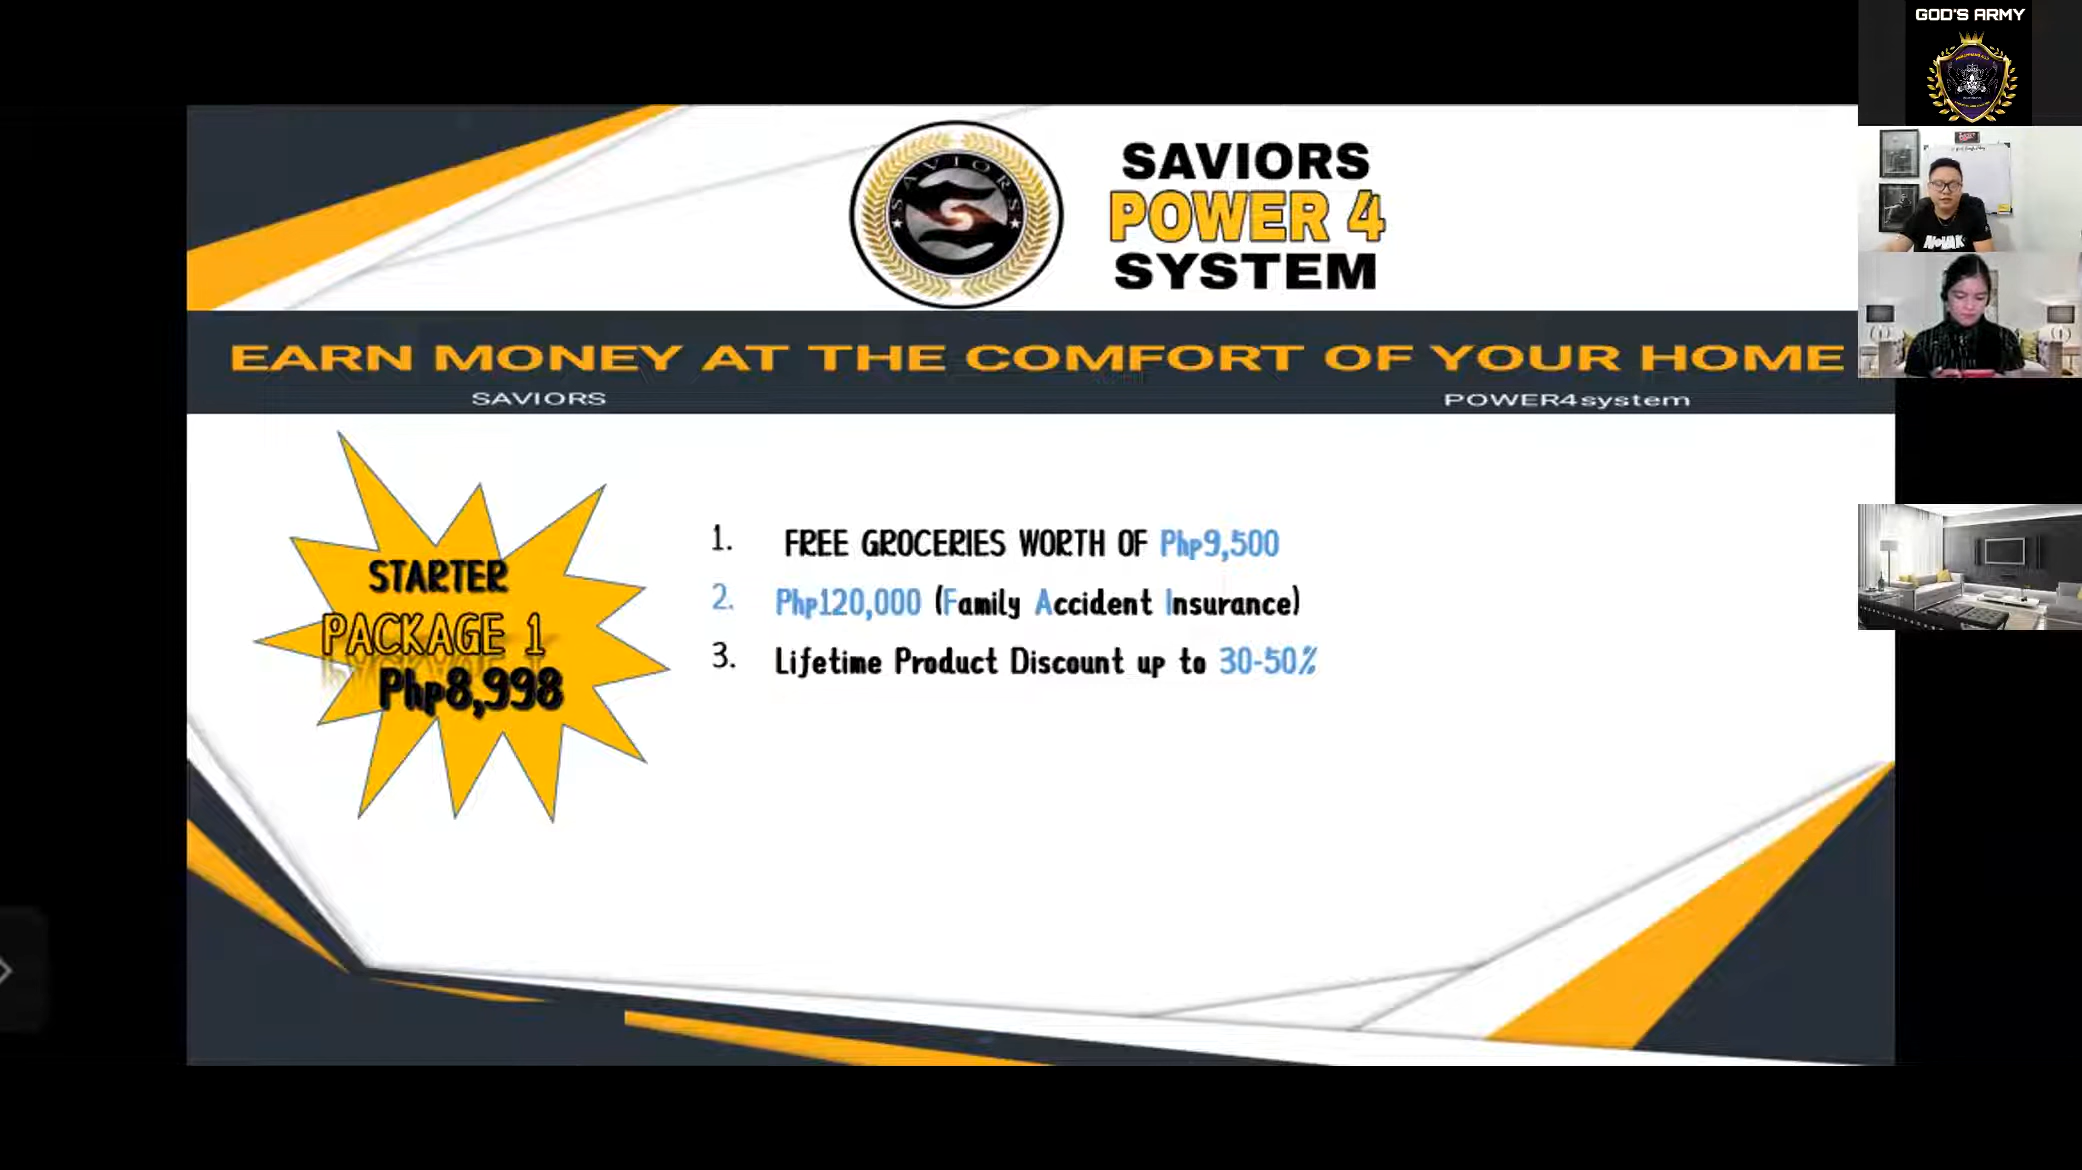 GOD'S ARMY
SAVIORS
SAVIORS
POWER 4
SYSTEM
EARN MONEY AT THE COMFORT OF YOUR HOME
SAVIORS
POWER4system
NOVAK
STARTER
PACKAGE 1
Php8,998
1. FREE GROCERIES WORTH OF Php9,500
2. Php120,000 (Family Accident Insurance)
3. Lifetime Product Discount up to 30-50%